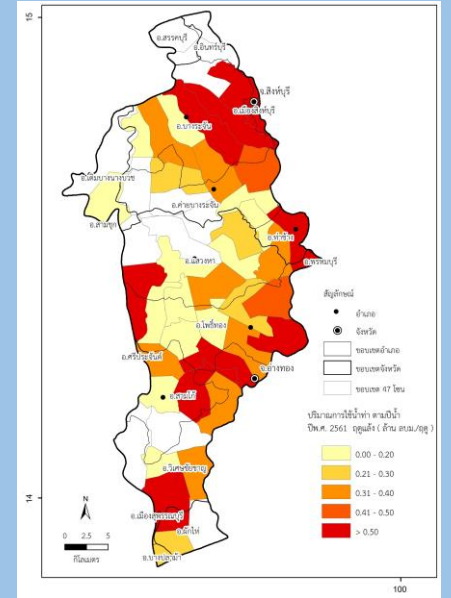 15
อ.สรรคบุรี
อ.อินทร์บุรี
จ.สิงห์บุรี
อ.เมืองสิงห์บุรี
อ.บางระจัน
อ.เดิมบางนางบวช
อ.ค่ายบางระจัน
อ.สามชุก
อ.ท่าช้าง
อ.พรหมบุรี
อ.แสวงหา
สัญลักษณ์
อำเภอ
จังหวัด
ขอบเขตอำเภอ
ขอบเขตจังหวัด
ขอบเขต 47 โซน
อ.โพธิ์ทอง
อ.ศรีประจันต์
จ.อ่างทอง
อ.สามโก้
ปริมาณการใช้น้ำท่า ตามปีน้ำ
ปีพ.ศ. 2561 ฤดูแล้ง ( ล้าน ลบม./ฤดู )
0.00 - 0.20
0.21 - 0.30
0.31 - 0.40
0.41 - 0.50
> 0.50
อ.วิเศษชัยชาญ
14
N
อ.เมืองสุพรรณบุรี
อ.ผักไห่
0 2.5 5
กิโลเมตร
อ.บางปลาม้า
100